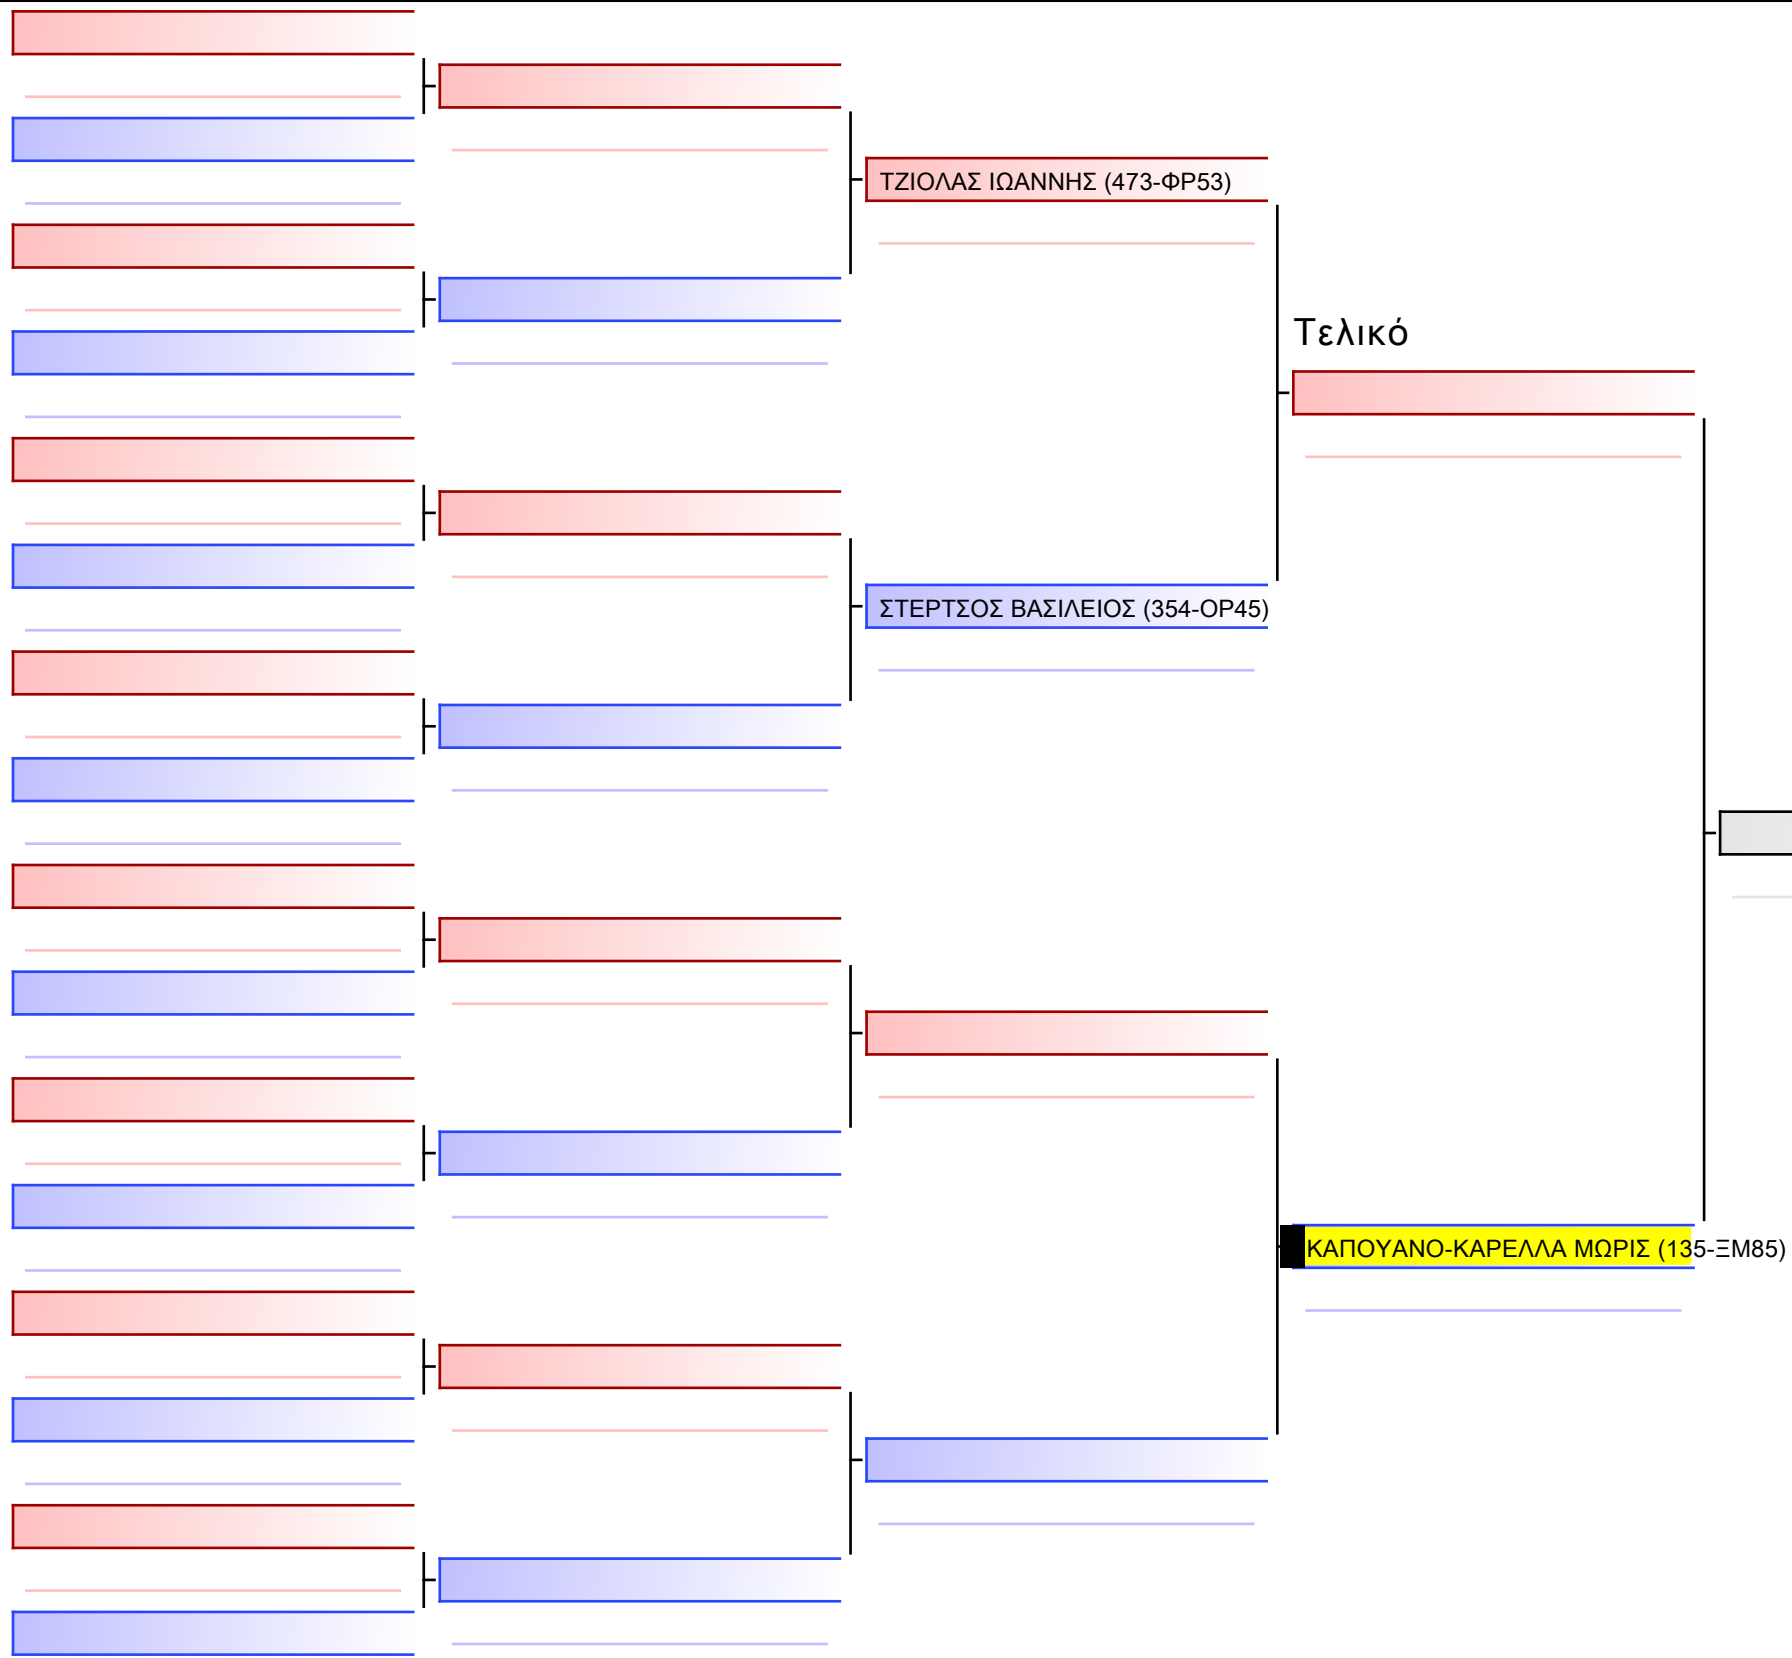 ΤΖΙΟΛΑΣ ΙΩΑΝΝΗΣ (473-ΦΡ53)
Τελικό
ΣΤΕΡΤΣΟΣ ΒΑΣΙΛΕΙΟΣ (354-ΟΡ45)
ΚΑΠΟΥΑΝΟ-ΚΑΡΕΛΛΑ ΜΩΡΙΣ (135-ΞΜ85)